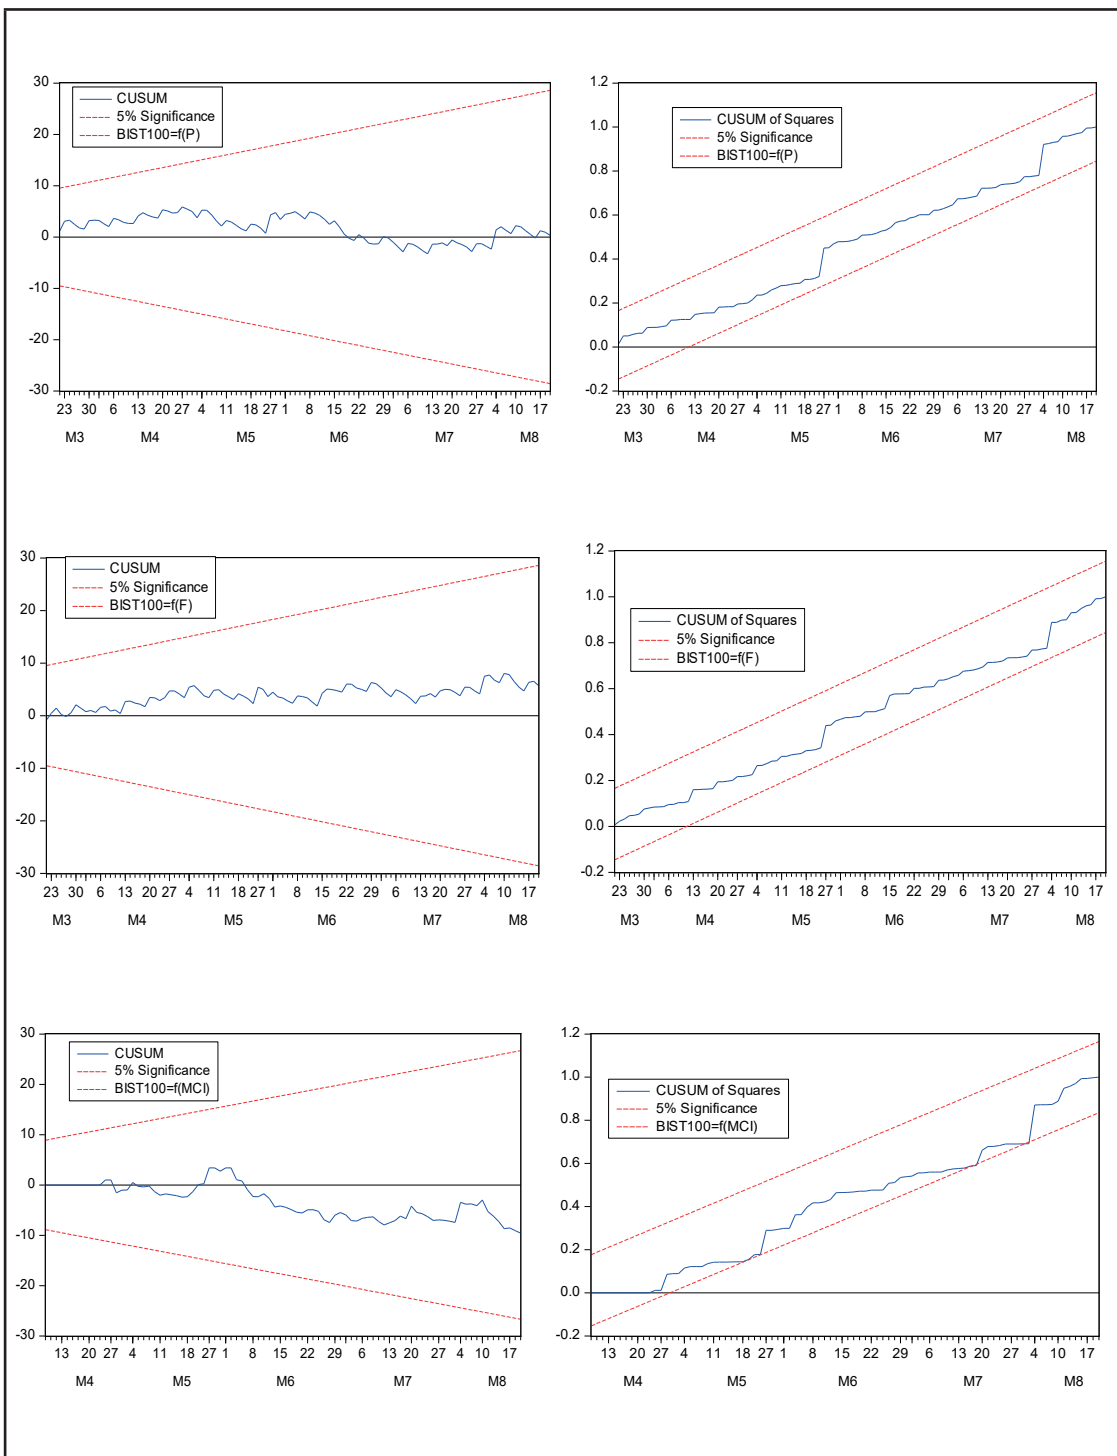 30
20
10
0
-10
-20
-30
CUSUM
5% Significance
BIST100=f(P)
23 30 6 13 20 27 4 11 18 27 1 8 15 22 29 6 13 20 27 4 10 17
M3 M4 M5 M6 M7 M8
1.2
1.0
0.8
0.6
0.4
0.2
0.0
-0.2
CUSUM of Squares
5% Significance
BIST100=f(P)
23 30 6 13 20 27 4 11 18 27 1 8 15 22 29 6 13 20 27 4 10 17
M3 M4 M5 M6 M7 M8
30
20
10
0
-10
-20
-30
CUSUM
5% Significance
BIST100=f(F)
23 30 6 13 20 27 4 11 18 27 1 8 15 22 29 6 13 20 27 4 10 17
M3 M4 M5 M6 M7 M8
1.2
1.0
0.8
0.6
0.4
0.2
0.0
-0.2
CUSUM of Squares
5% Significance
BIST100=f(F)
23 30 6 13 20 27 4 11 18 27 1 8 15 22 29 6 13 20 27 4 10 17
M3 M4 M5 M6 M7 M8
30
20
10
0
-10
-20
-30
CUSUM
5% Significance
BIST100=f(MCI)
13 20 27 4 11 18 27 1 8 15 22 29 6 13 20 27 4 10 17
M4 M5 M6 M7 M8
1.2
1.0
0.8
0.6
0.4
0.2
0.0
-0.2
CUSUM of Squares
5% Significance
BIST100=f(MCI)
13 20 27 4 11 18 27 1 8 15 22 29 6 13 20 27 4 10 17
M4 M5 M6 M7 M8